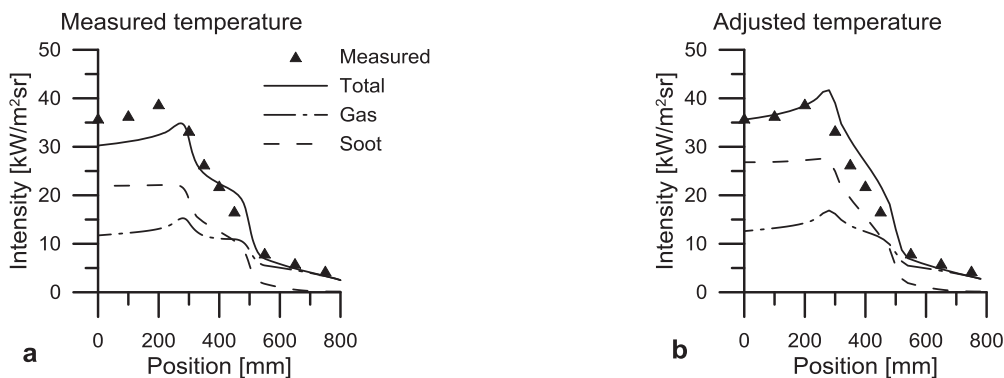 Measured temperature
50
40
30
20
10
0
Intensity [kW/m²sr]
0 200 400 600 800
Position [mm]
a
Measured
Total
Gas
Soot
Adjusted temperature
50
40
30
20
10
0
Intensity [kW/m²sr]
0 200 400 600 800
Position [mm]
b